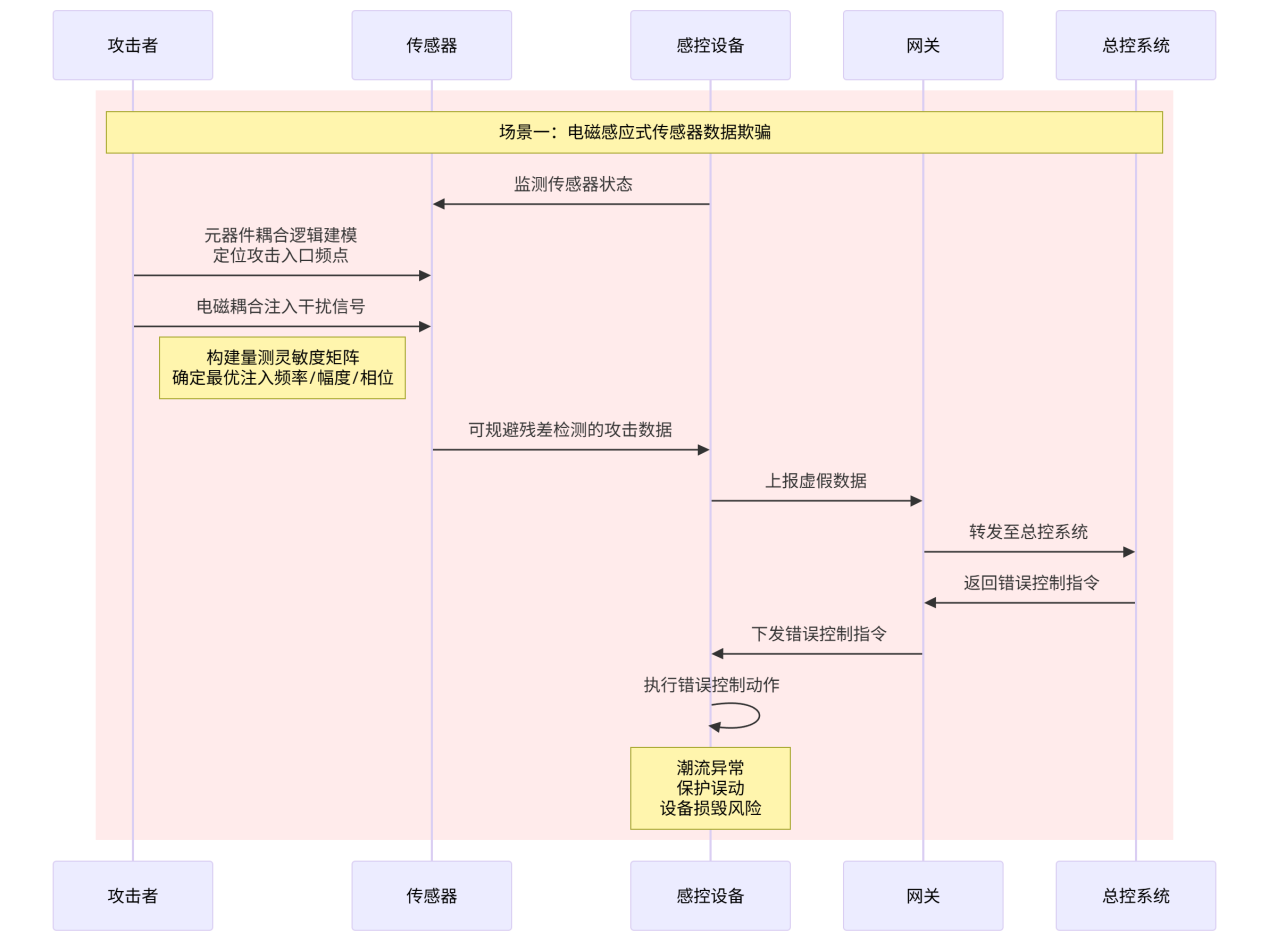 攻击者
传感器
感控设备
网关
总控系统
场景一：电磁感应式传感器数据欺骗
监测传感器状态
元器件耦合逻辑建模
定位攻击入口频点
电磁耦合注入干扰信号
构建量测灵敏度矩阵
确定最优注入频率/幅度/相位
可规避残差检测的攻击数据
上报虚假数据
转发至总控系统
返回错误控制指令
下发错误控制指令
执行错误控制动作
潮流异常
保护误动
设备损毁风险
攻击者
传感器
感控设备
网关
总控系统